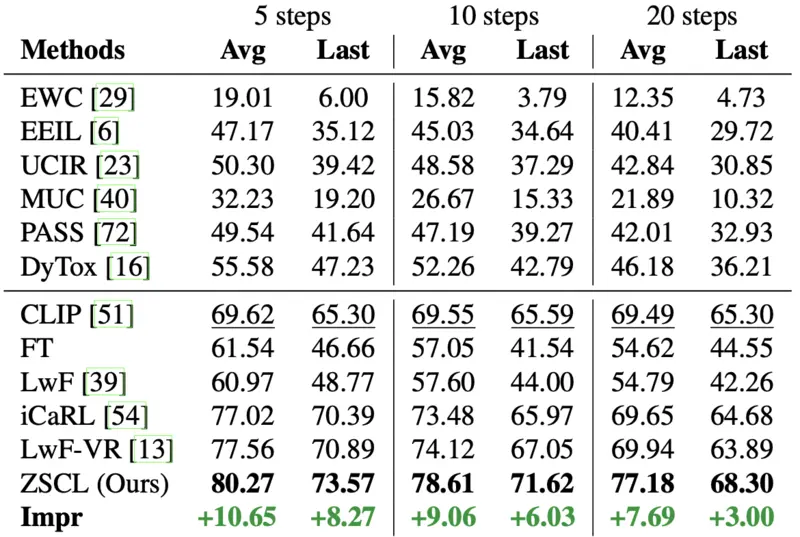 5 steps 10 steps 20 steps
Methods Avg Last Avg Last Avg Last
EWC [29] 19.01 6.00 15.82 3.79 12.35 4.73
EEIL [6] 47.17 35.12 45.03 34.64 40.41 29.72
UCIR [23] 50.30 39.42 48.58 37.29 42.84 30.85
MUC [40] 32.23 19.20 26.67 15.33 21.89 10.32
PASS [72] 49.54 41.64 47.19 39.27 42.01 32.93
DyTox [16] 55.58 47.23 52.26 42.79 46.18 36.21
CLIP [51] 69.62 65.30 69.55 65.59 69.49 65.30
FT 61.54 46.66 57.05 41.54 54.62 44.55
LwF [39] 60.97 48.77 57.60 44.00 54.79 42.26
iCaRL [54] 77.02 70.39 73.48 65.97 69.65 64.68
LwF-VR [13] 77.56 70.89 74.12 67.05 69.94 63.89
ZSCL (Ours) 80.27 73.57 78.61 71.62 77.18 68.30
Impr +10.65 +8.27 +9.06 +6.03 +7.69 +3.00